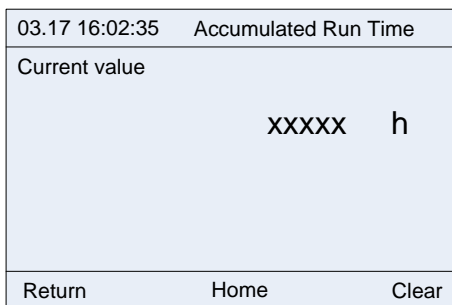 03.17 16:02:35 Accumulated Run Time
Current value
xxxxx h
Return Home Clear